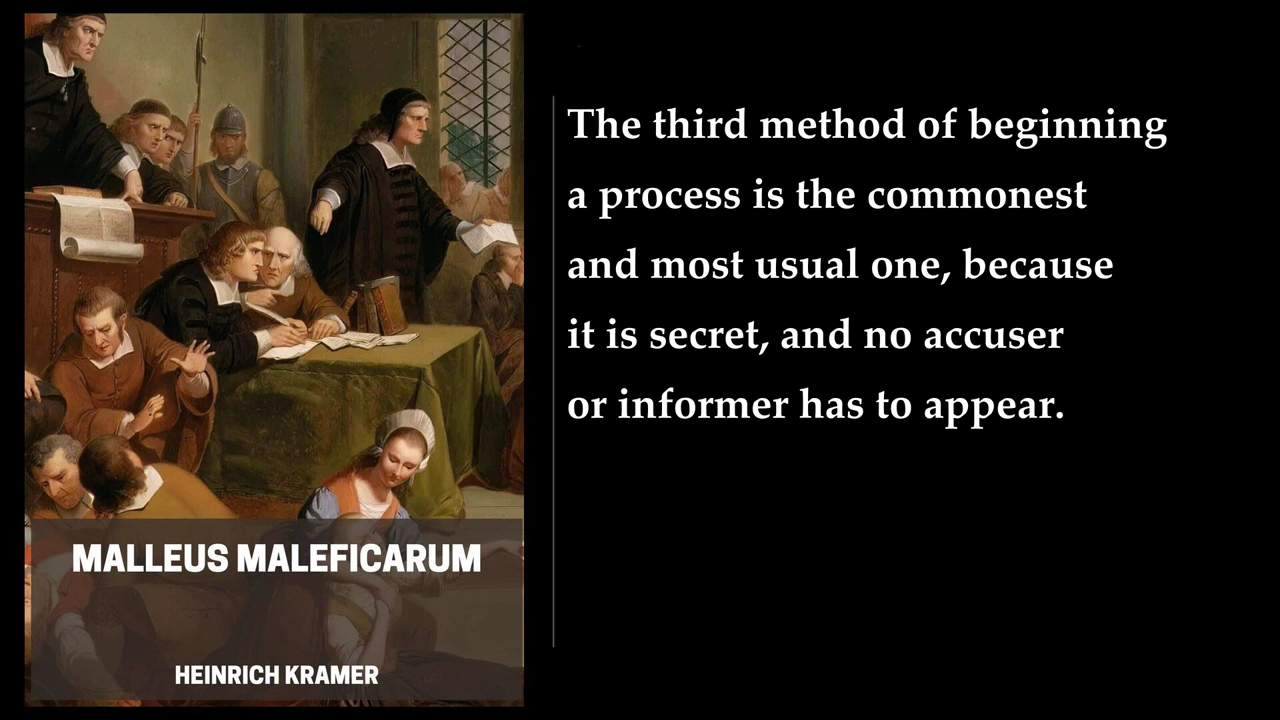 MALLEUS MALEFICARUM
HEINRICH KRAMER
The third method of beginning
a process is the commonest
and most usual one, because
it is secret, and no accuser
or informer has to appear.